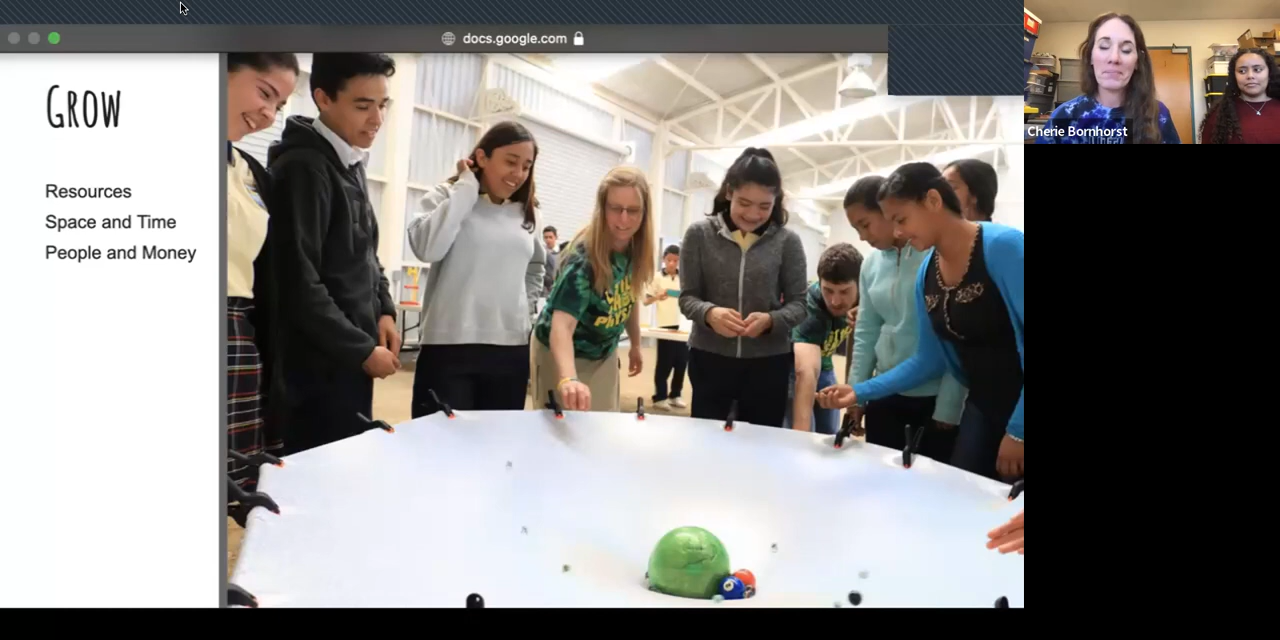 docs.google.com
GROW
Resources
Space and Time
People and Money
Cherie Bornhorst